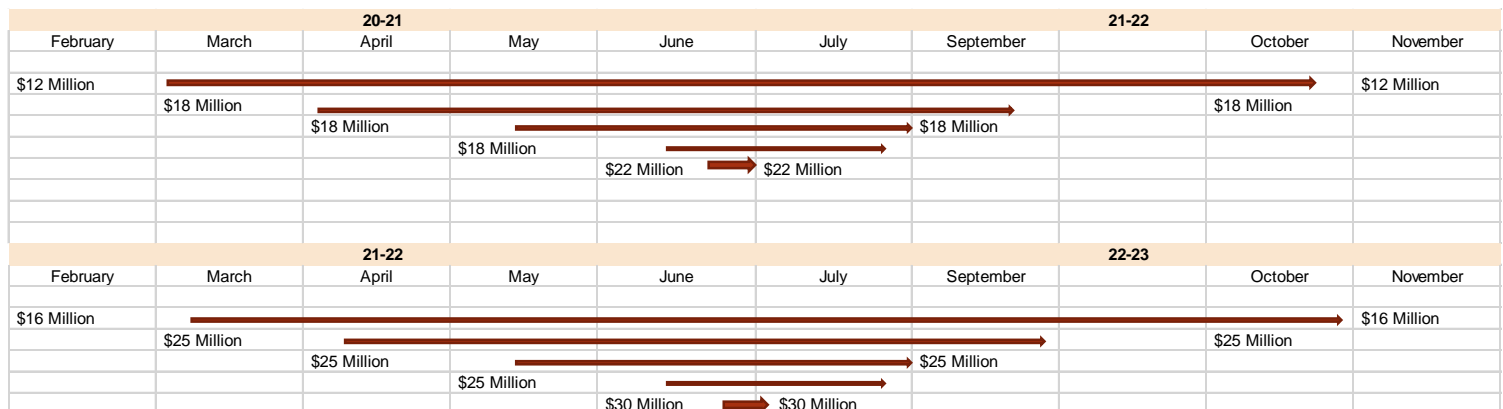 20-21 21-22
February March April May June July September October November
$12 Million $12 Million
$18 Million $18 Million
$18 Million $18 Million
$18 Million
$22 Million $22 Million
21-22 22-23
February March April May June July September October November
$16 Million $16 Million
$25 Million $25 Million
$25 Million $25 Million
$25 Million
$30 Million $30 Million